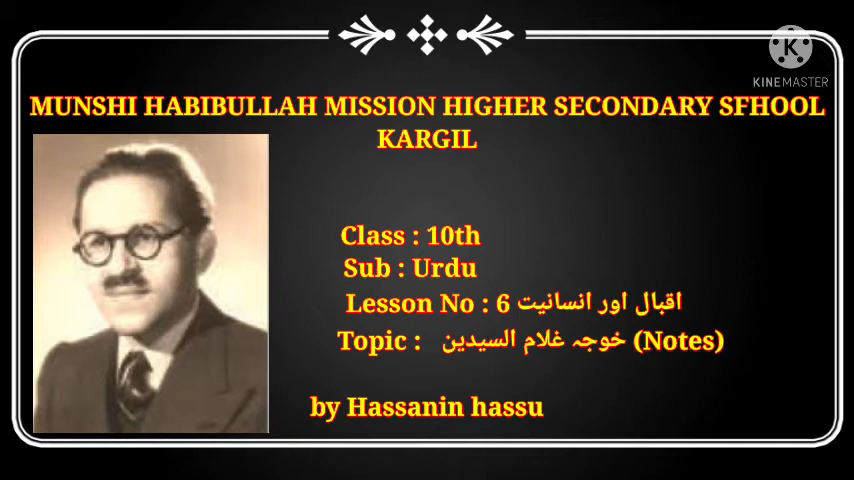 KINEMASTER
MUNSHI HABIBULLAH MISSION HIGHER SECONDARY SFHOOL
KARGIL
Class : 10th
Sub : Urdu
Lesson No : 6 اقبال اور انسانیت
Topic : خوجہ غلام السیدین (Notes)
by Hassanin hassu